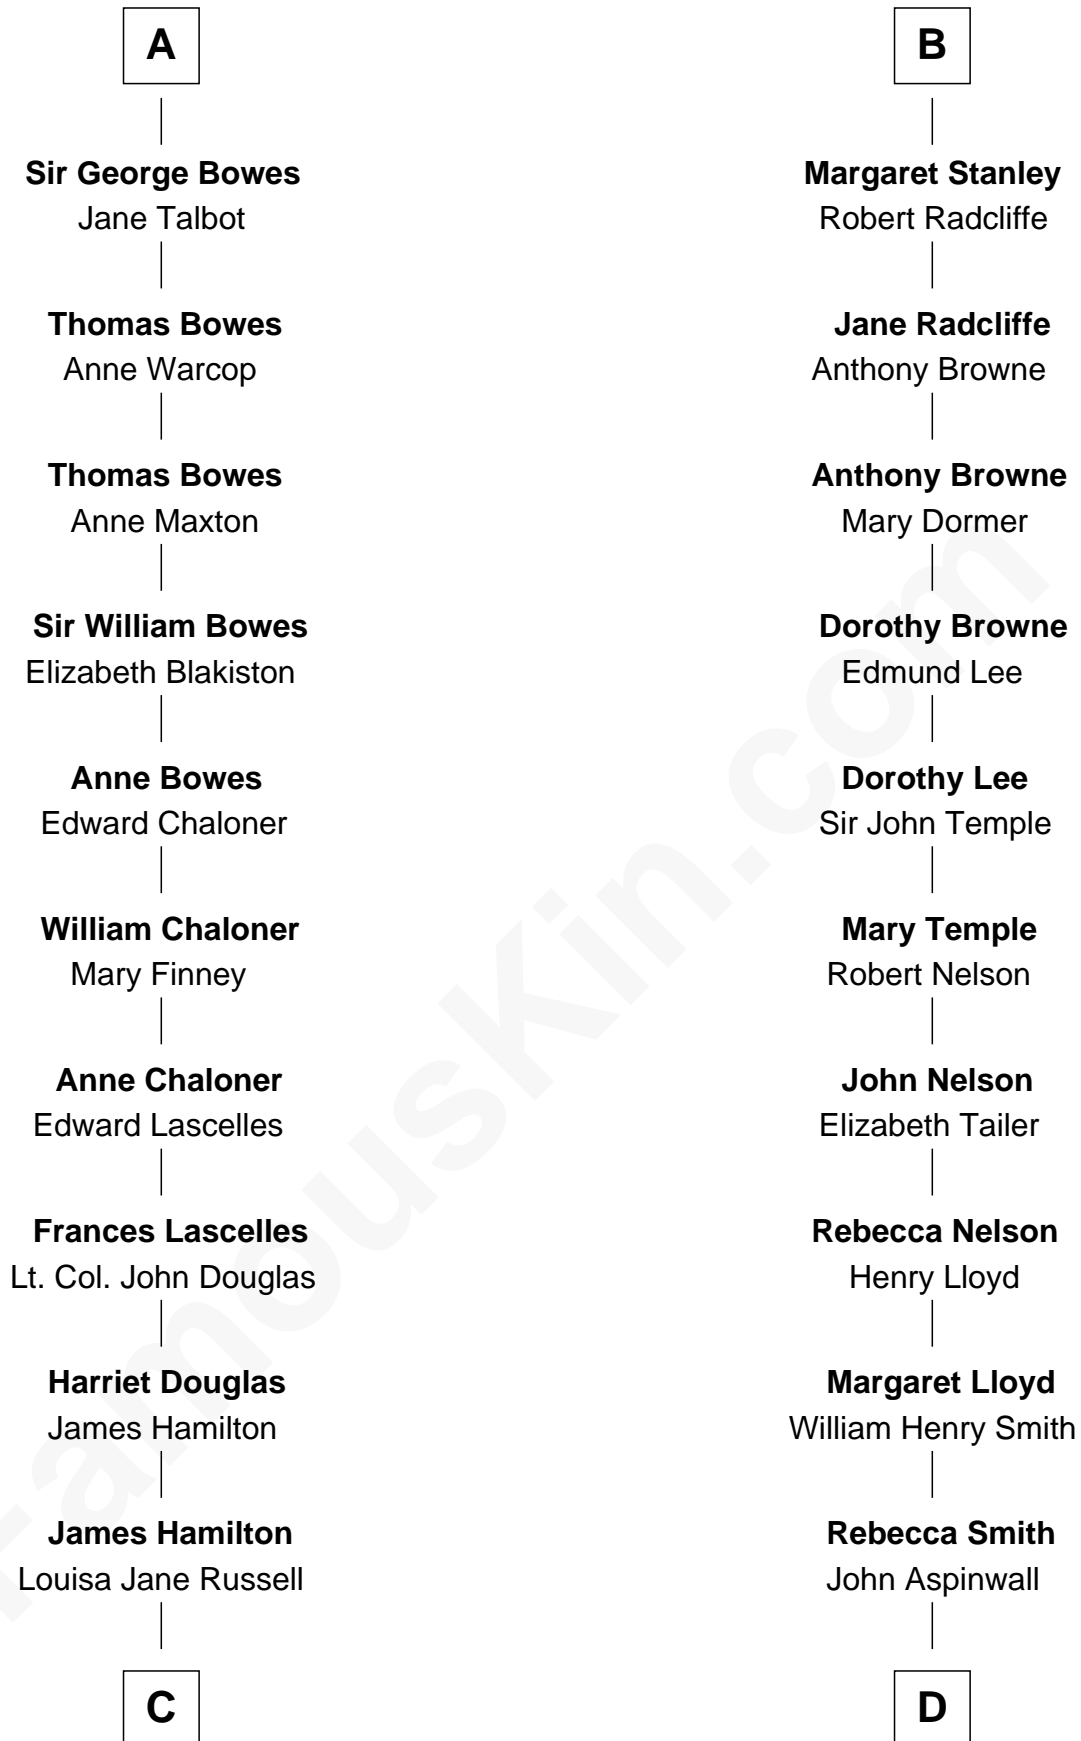 A
Sir George Bowes
Jane Talbot
Thomas Bowes
Anne Warcop
Thomas Bowes
Anne Maxton
Sir William Bowes
Elizabeth Blakiston
Anne Bowes
Edward Chaloner
William Chaloner
Mary Finney
Anne Chaloner
Edward Lascelles
Frances Lascelles
Lt. Col. John Douglas
Harriet Douglas
James Hamilton
James Hamilton
Louisa Jane Russell
C
B
Margaret Stanley
Robert Radcliffe
Jane Radcliffe
Anthony Browne
Anthony Browne
Mary Dormer
Dorothy Browne
Edmund Lee
Dorothy Lee
Sir John Temple
Mary Temple
Robert Nelson
John Nelson
Elizabeth Tailer
Rebecca Nelson
Henry Lloyd
Margaret Lloyd
William Henry Smith
Rebecca Smith
John Aspinwall
D
FamousKin.com